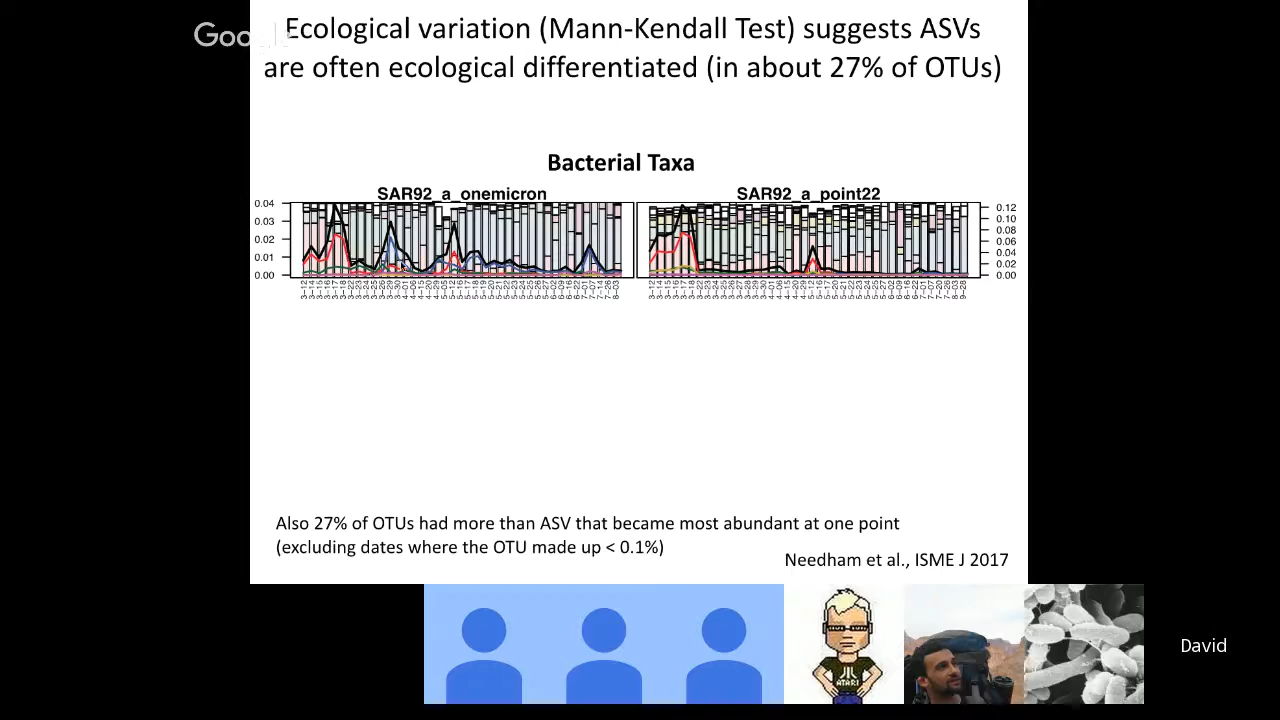 Google
Ecological variation (Mann-Kendall Test) suggests ASVs
are often ecological differentiated (in about 27% of OTUs)
Bacterial Taxa
SAR92_a_onemicron
SAR92_a_point22
0.04
0.03
0.02
0.01
0.00
0.12
0.10
0.08
0.06
0.04
0.02
0.00
Also 27% of OTUs had more than ASV that became most abundant at one point
(excluding dates where the OTU made up < 0.1%)
Needham et al., ISME J 2017
ATARI
David